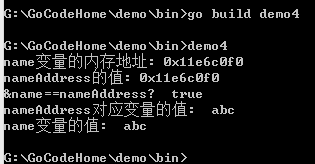 G:\GoCodeHome\demo\bin>go build demo4
G:\GoCodeHome\demo\bin>demo4
name变量的内存地址: 0x11e6c0f0
nameAddress的值: 0x11e6c0f0
&name==nameAddress?  true
nameAddress对应变量的值:  abc
name变量的值:  abc
G:\GoCodeHome\demo\bin>